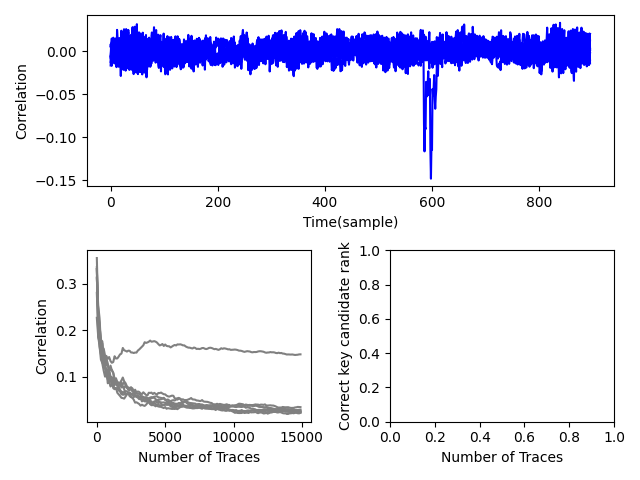 0.00
−0.05
−0.10
−0.15
Correlation
0 200 400 600 800
Time(sample)
0.3
0.2
0.1
Correlation
0 5000 10000 15000
Number of Traces
1.0
0.8
0.6
0.4
0.2
0.0
Correct key candidate rank
0.0 0.2 0.4 0.6 0.8 1.0
Number of Traces